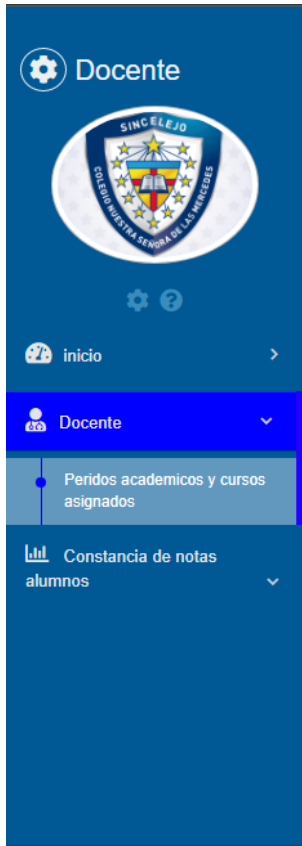 Docente
SINCELEJO
COLEGIO NUESTRA SEÑORA DE LAS MERCEDES
inicio
Docente
Peridos academicos y cursos
asignados
Constancia de notas
alumnos